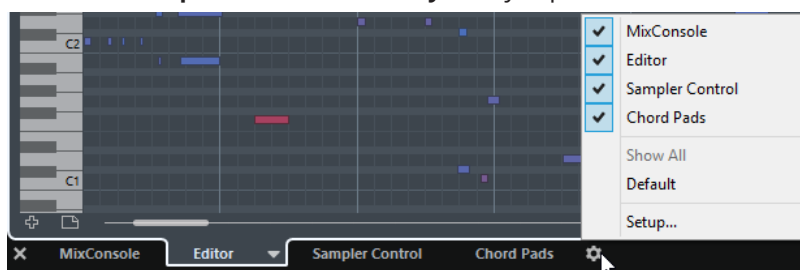 MixConsole
Editor
Sampler Control
Chord Pads
Show All
Default
Setup...
C2
C1
MixConsole Editor Sampler Control Chord Pads